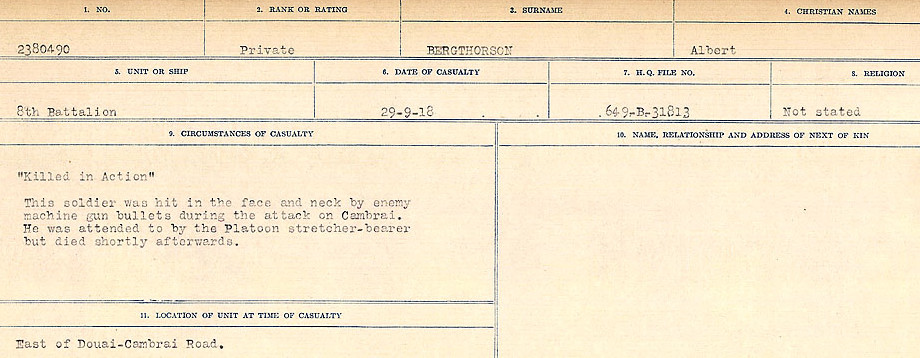 1. NO. 2. RANK OR RATING 3. SURNAME 4. CHRISTIAN NAMES
2380490 Private BERGTHORSON Albert
5. UNIT OR SHIP 6. DATE OF CASUALTY 7. H.Q. FILE NO. 8. RELIGION
8th Battalion 29-9-18 . . .649-B-31813 Not stated
9. CIRCUMSTANCES OF CASUALTY
"Killed in Action"
This soldier was hit in the face and neck by enemy
machine gun bullets during the attack on Cambrai.
He was attended to by the Platoon stretcher-bearer
but died shortly afterwards.
10. NAME, RELATIONSHIP AND ADDRESS OF NEXT OF KIN
11. LOCATION OF UNIT AT TIME OF CASUALTY
East of Douai-Cambrai Road.